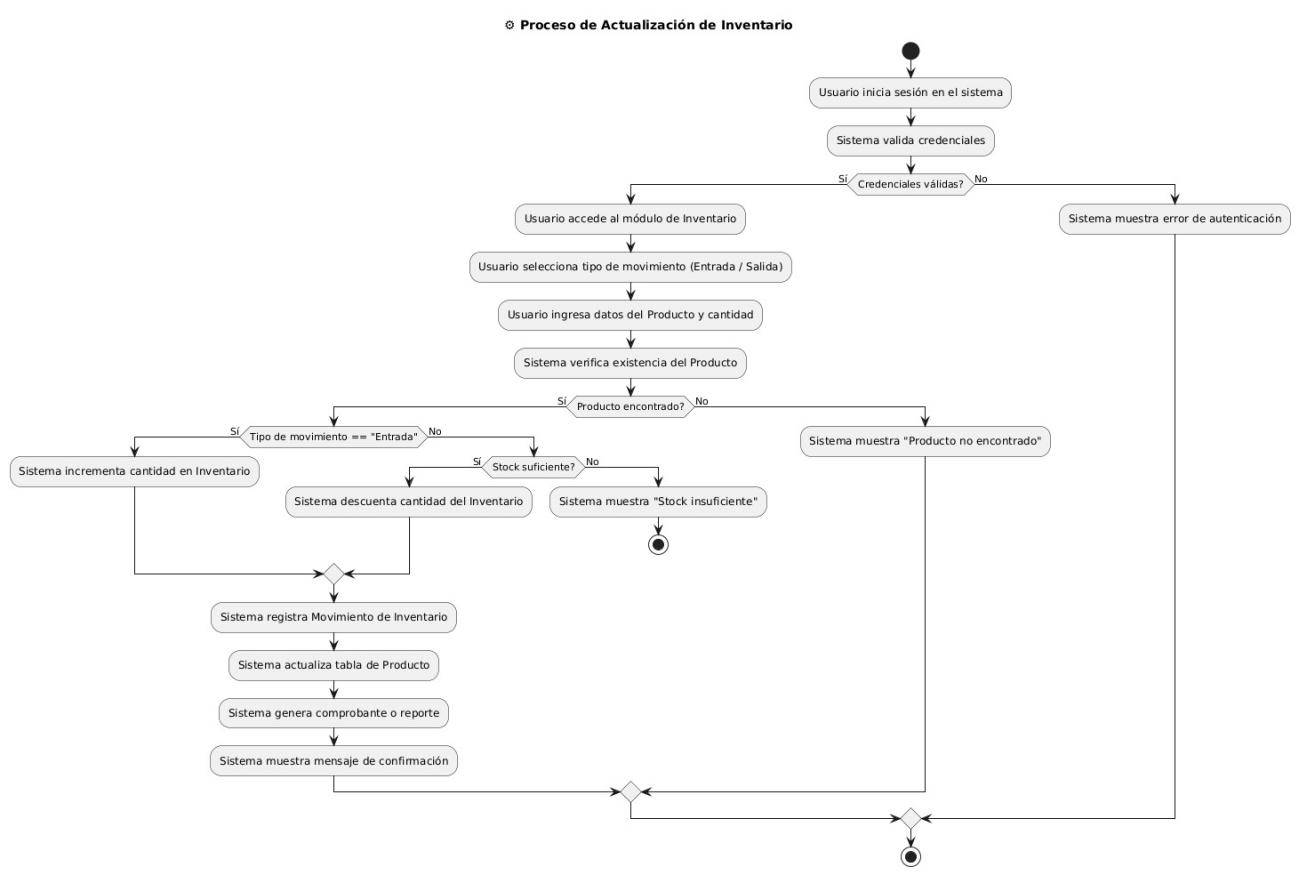 ⚙ Proceso de Actualización de Inventario
Usuario inicia sesión en el sistema
Sistema valida credenciales
Sí
Credenciales válidas?
No
Usuario accede al módulo de Inventario
Sistema muestra error de autenticación
Usuario selecciona tipo de movimiento (Entrada / Salida)
Usuario ingresa datos del Producto y cantidad
Sistema verifica existencia del Producto
Sí
Producto encontrado?
No
Sí
Tipo de movimiento == "Entrada"
No
Sistema muestra "Producto no encontrado"
Sistema incrementa cantidad en Inventario
Sí
Stock suficiente?
No
Sistema descuenta cantidad del Inventario
Sistema muestra "Stock insuficiente"
Sistema registra Movimiento de Inventario
Sistema actualiza tabla de Producto
Sistema genera comprobante o reporte
Sistema muestra mensaje de confirmación